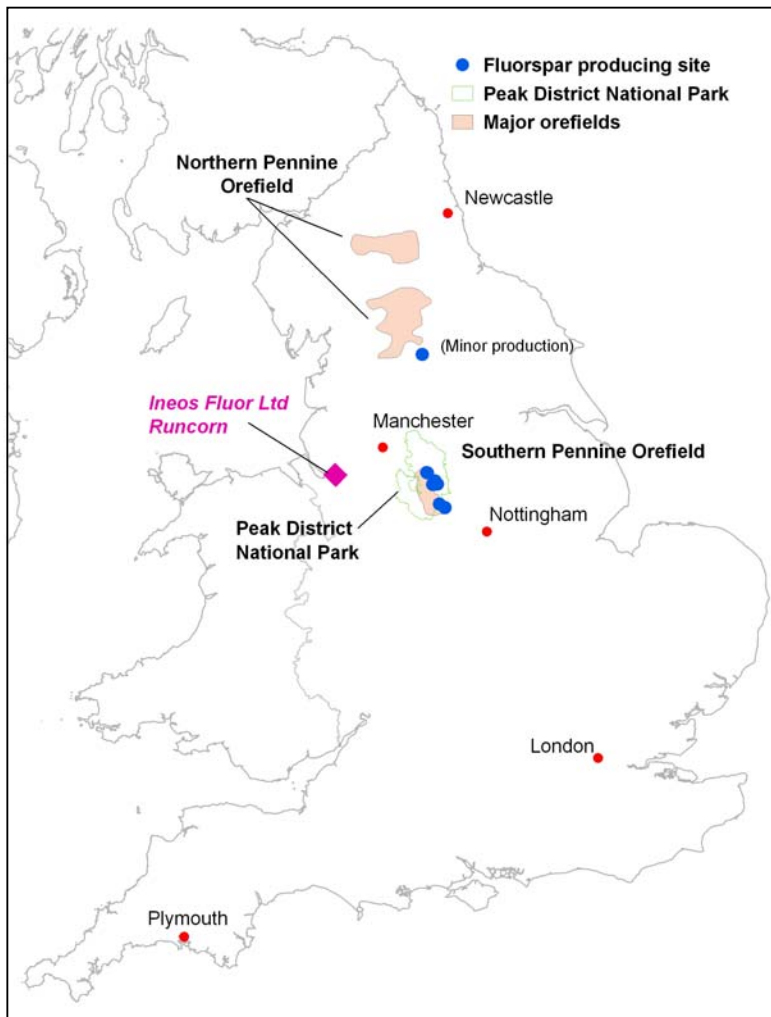 Fluorspar producing site
Peak District National Park
Major orefields
Northern Pennine
Orefield
Newcastle
(Minor production)
Ineos Fluor Ltd
Runcorn
Manchester
Southern Pennine Orefield
Peak District
National Park
Nottingham
London
Plymouth